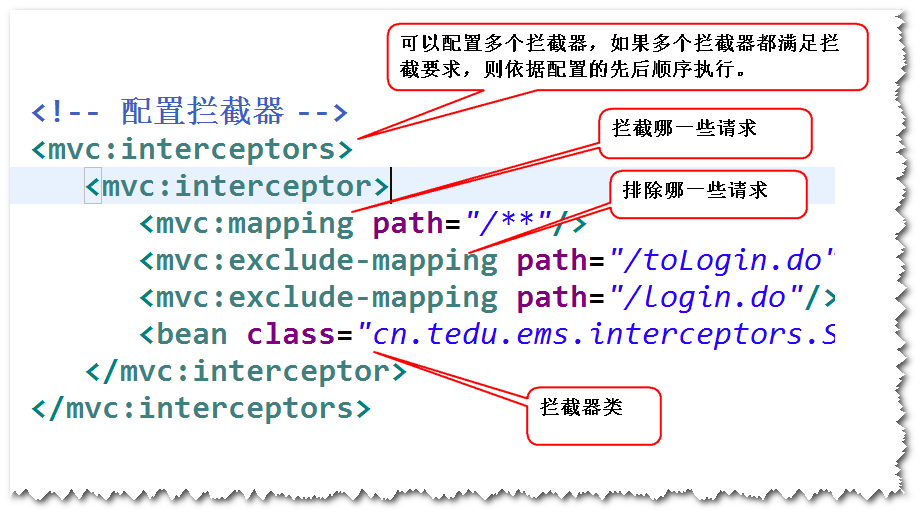 可以配置多个拦截器，如果多个拦截器都满足拦
截要求，则依据配置的先后顺序执行。
<!-- 配置拦截器 -->
<mvc:interceptors>
拦截哪一些请求
<mvc:interceptor>
排除哪一些请求
<mvc:mapping path="/**"/>
<mvc:exclude-mapping path="/toLogin.do"
<mvc:exclude-mapping path="/login.do"/>
<bean class="cn.tedu.ems.interceptors.S
</mvc:interceptor>
</mvc:interceptors>
拦截器类